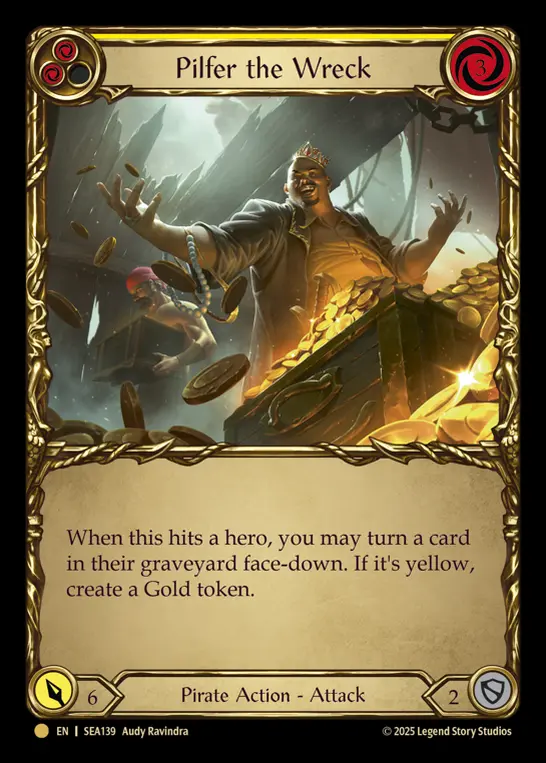 Pilfer the Wreck
3
When this hits a hero, you may turn a card
in their graveyard face-down. If it's yellow,
create a Gold token.
6
Pirate Action - Attack
2
EN | SEA139 Audy Ravindra
© 2025 Legend Story Studios